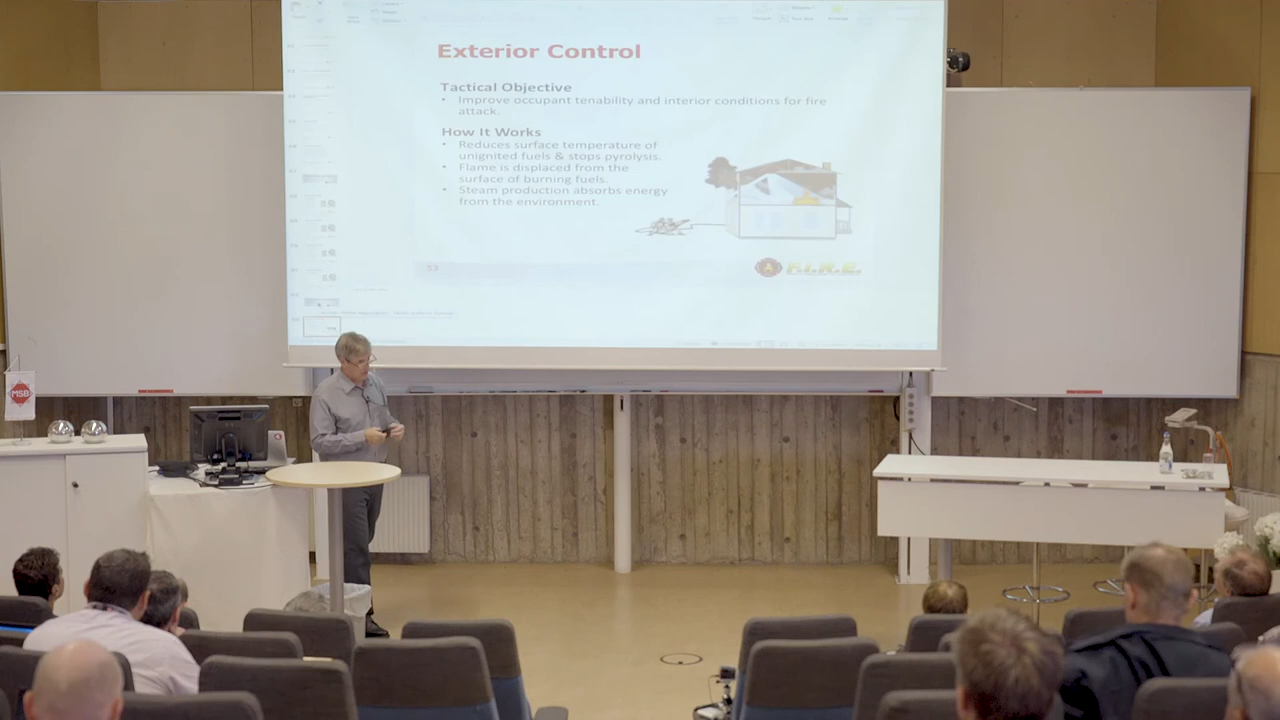 Exterior Control
Tactical Objective
• Improve occupant tenability and interior conditions for fire
attack.
How It Works
• Reduces surface temperature of
unignited fuels & stops pyrolysis.
• Flame is displaced from the
surface of burning fuels.
• Steam production absorbs energy
from the environment.
53
F.I.R.E.
MSB